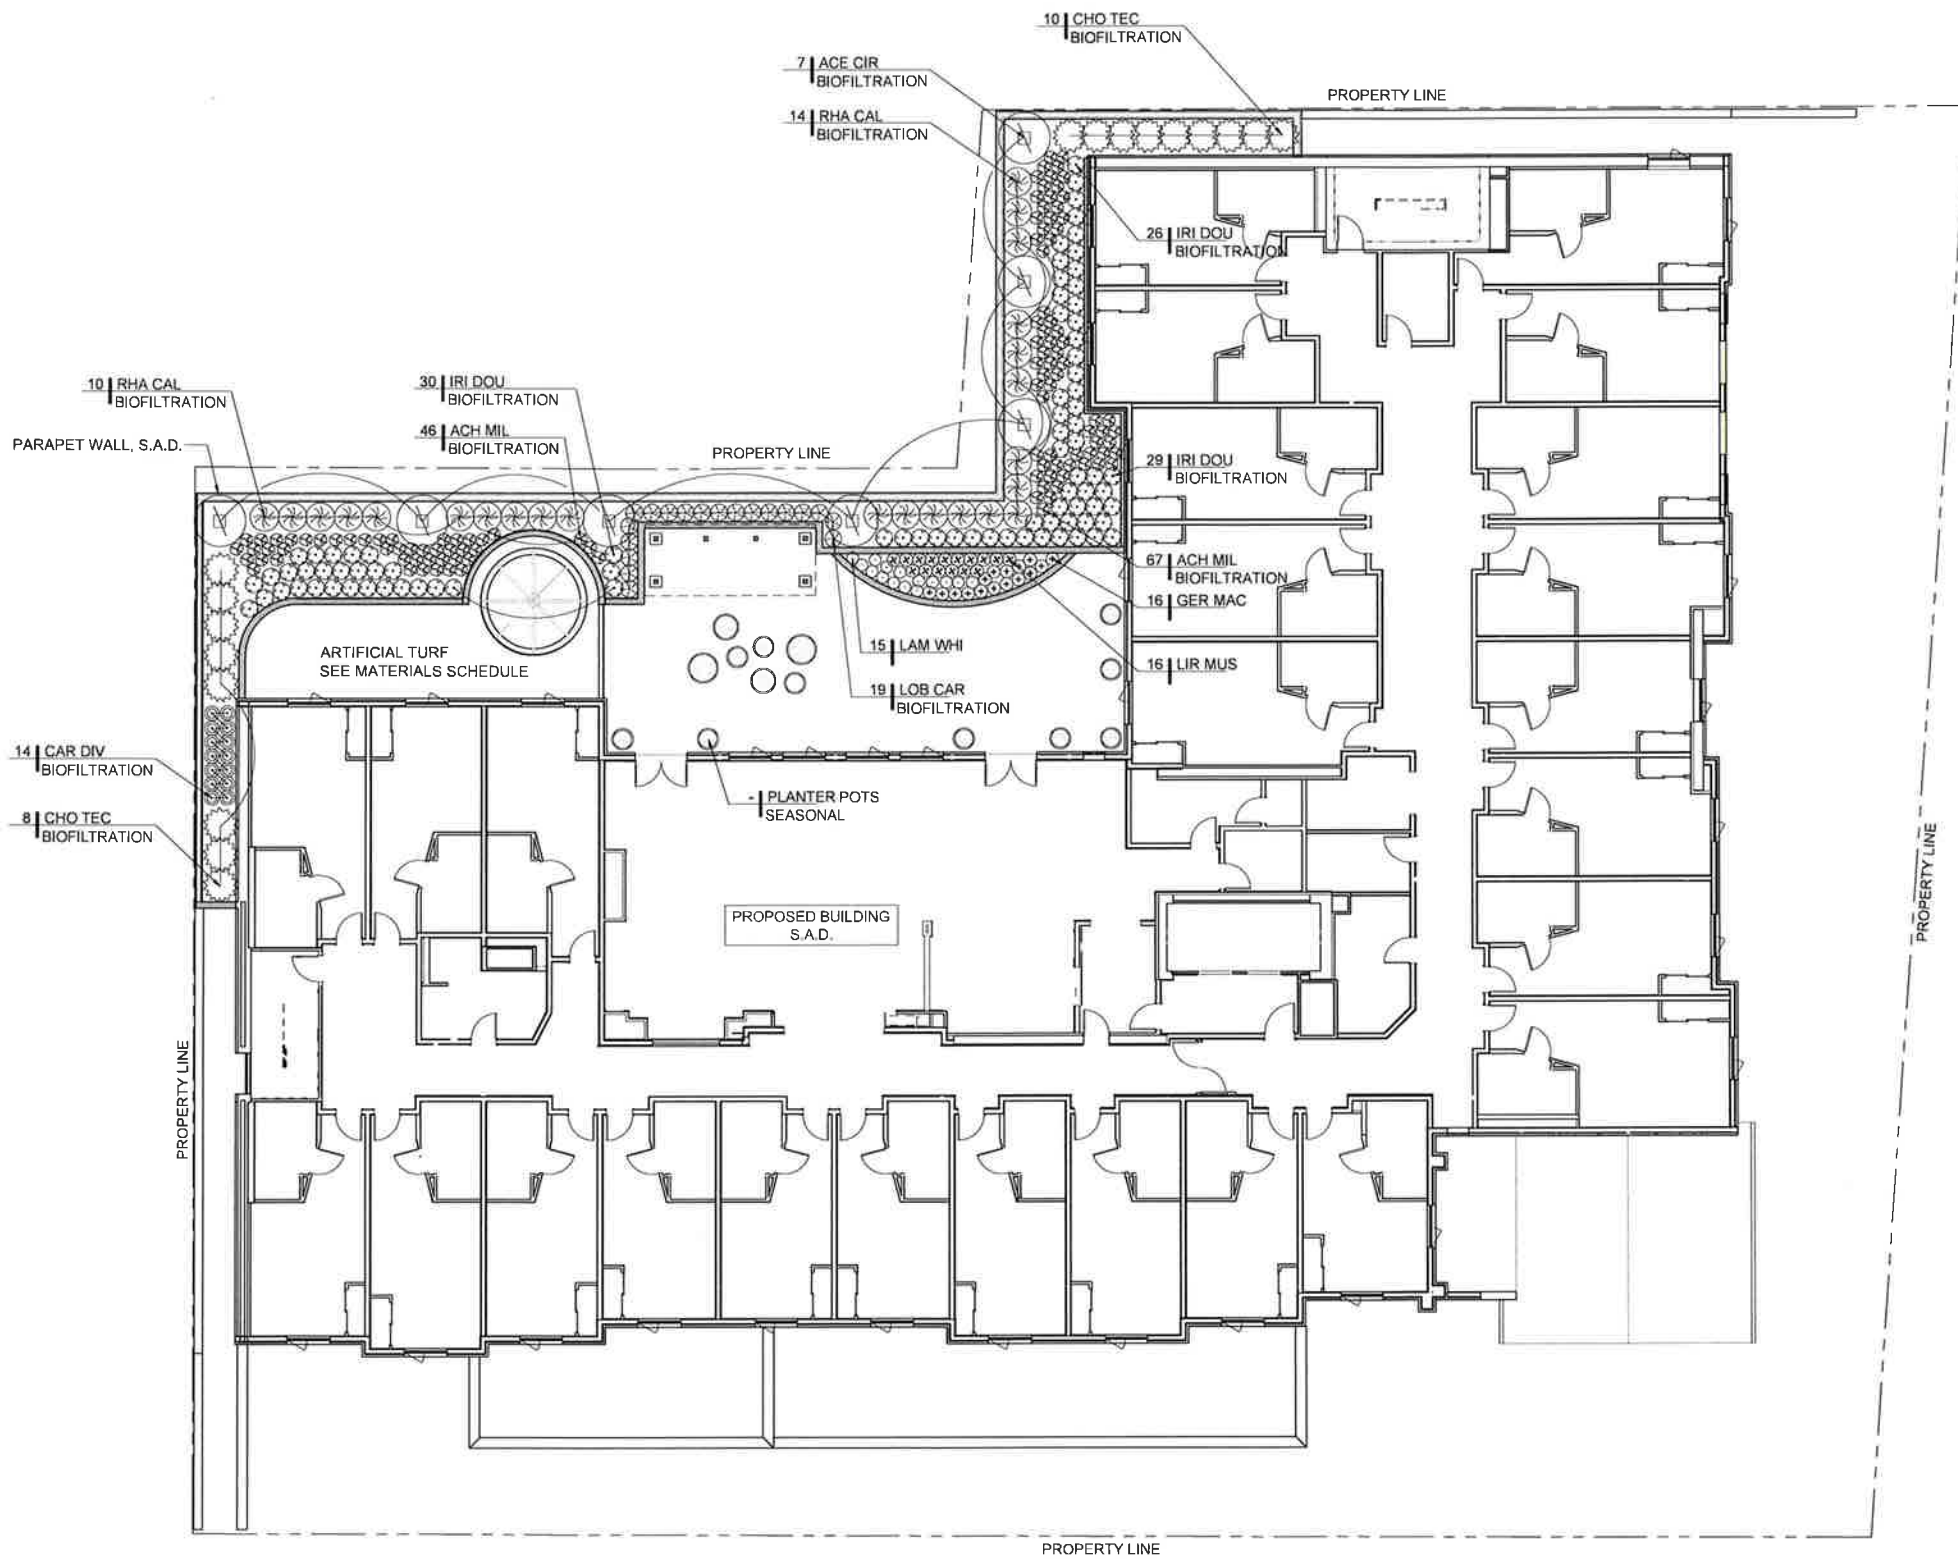 10 CHO TEC
BIOFILTRATION
7 ACE CIR
BIOFILTRATION
PROPERTY LINE
14 RHA CAL
BIOFILTRATION
26 IRI DOU
BIOFILTRATION
10 RHA CAL
BIOFILTRATION
30 IRI DOU
BIOFILTRATION
PARAPET WALL, S.A.D.
46 ACH MIL
BIOFILTRATION
PROPERTY LINE
29 IRI DOU
BIOFILTRATION
67 ACH MIL
BIOFILTRATION
16 GER MAC
ARTIFICIAL TURF
SEE MATERIALS SCHEDULE
15 LAM WHI
16 LIR MUS
19 LOB CAR
BIOFILTRATION
14 CAR DIV
BIOFILTRATION
- PLANTER POTS
SEASONAL
8 CHO TEC
BIOFILTRATION
PROPERTY LINE
PROPOSED BUILDING
S.A.D.
PROPERTY LINE
PROPERTY LINE